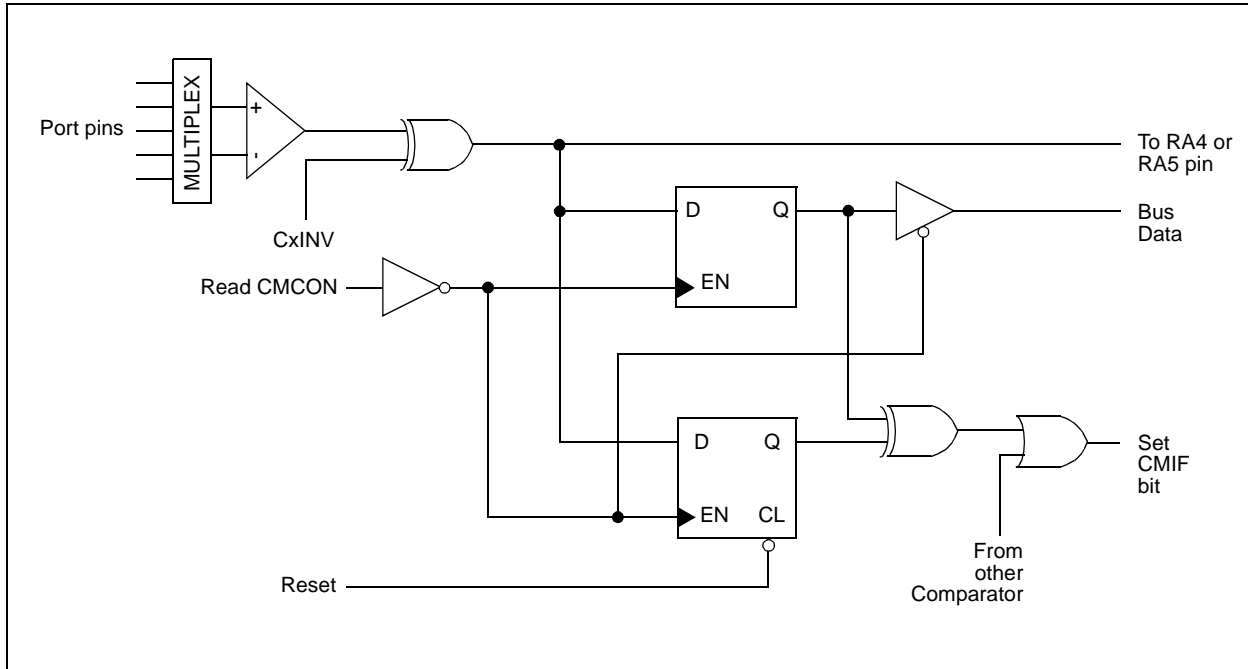 MULTIPLEX
Port pins
+
-
CxINV
To RA4 or
RA5 pin
D
Q
EN
Bus
Data
Read CMCON
D
Q
EN
CL
Set
CMIF
bit
From
other
Comparator
Reset